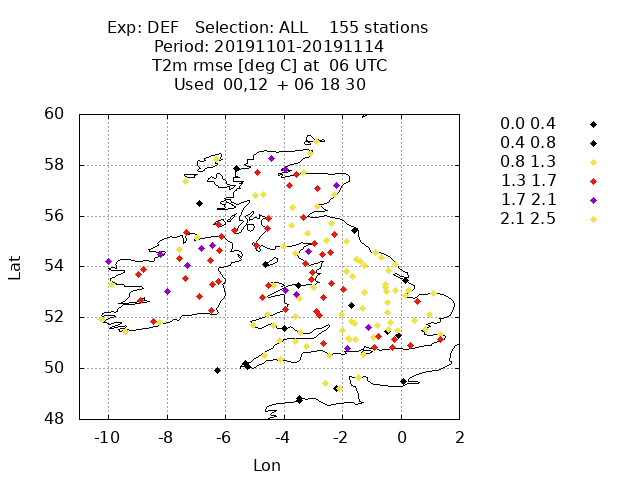 Exp: DEF Selection: ALL 155 stations
Period: 20191101-20191114
T2m rmse [deg C] at 06 UTC
Used 00,12 + 06 18 30
60
58
56
54
52
50
48
Lat
-10 -8 -6 -4 -2 0 2
Lon
0.0 0.4
0.4 0.8
0.8 1.3
1.3 1.7
1.7 2.1
2.1 2.5